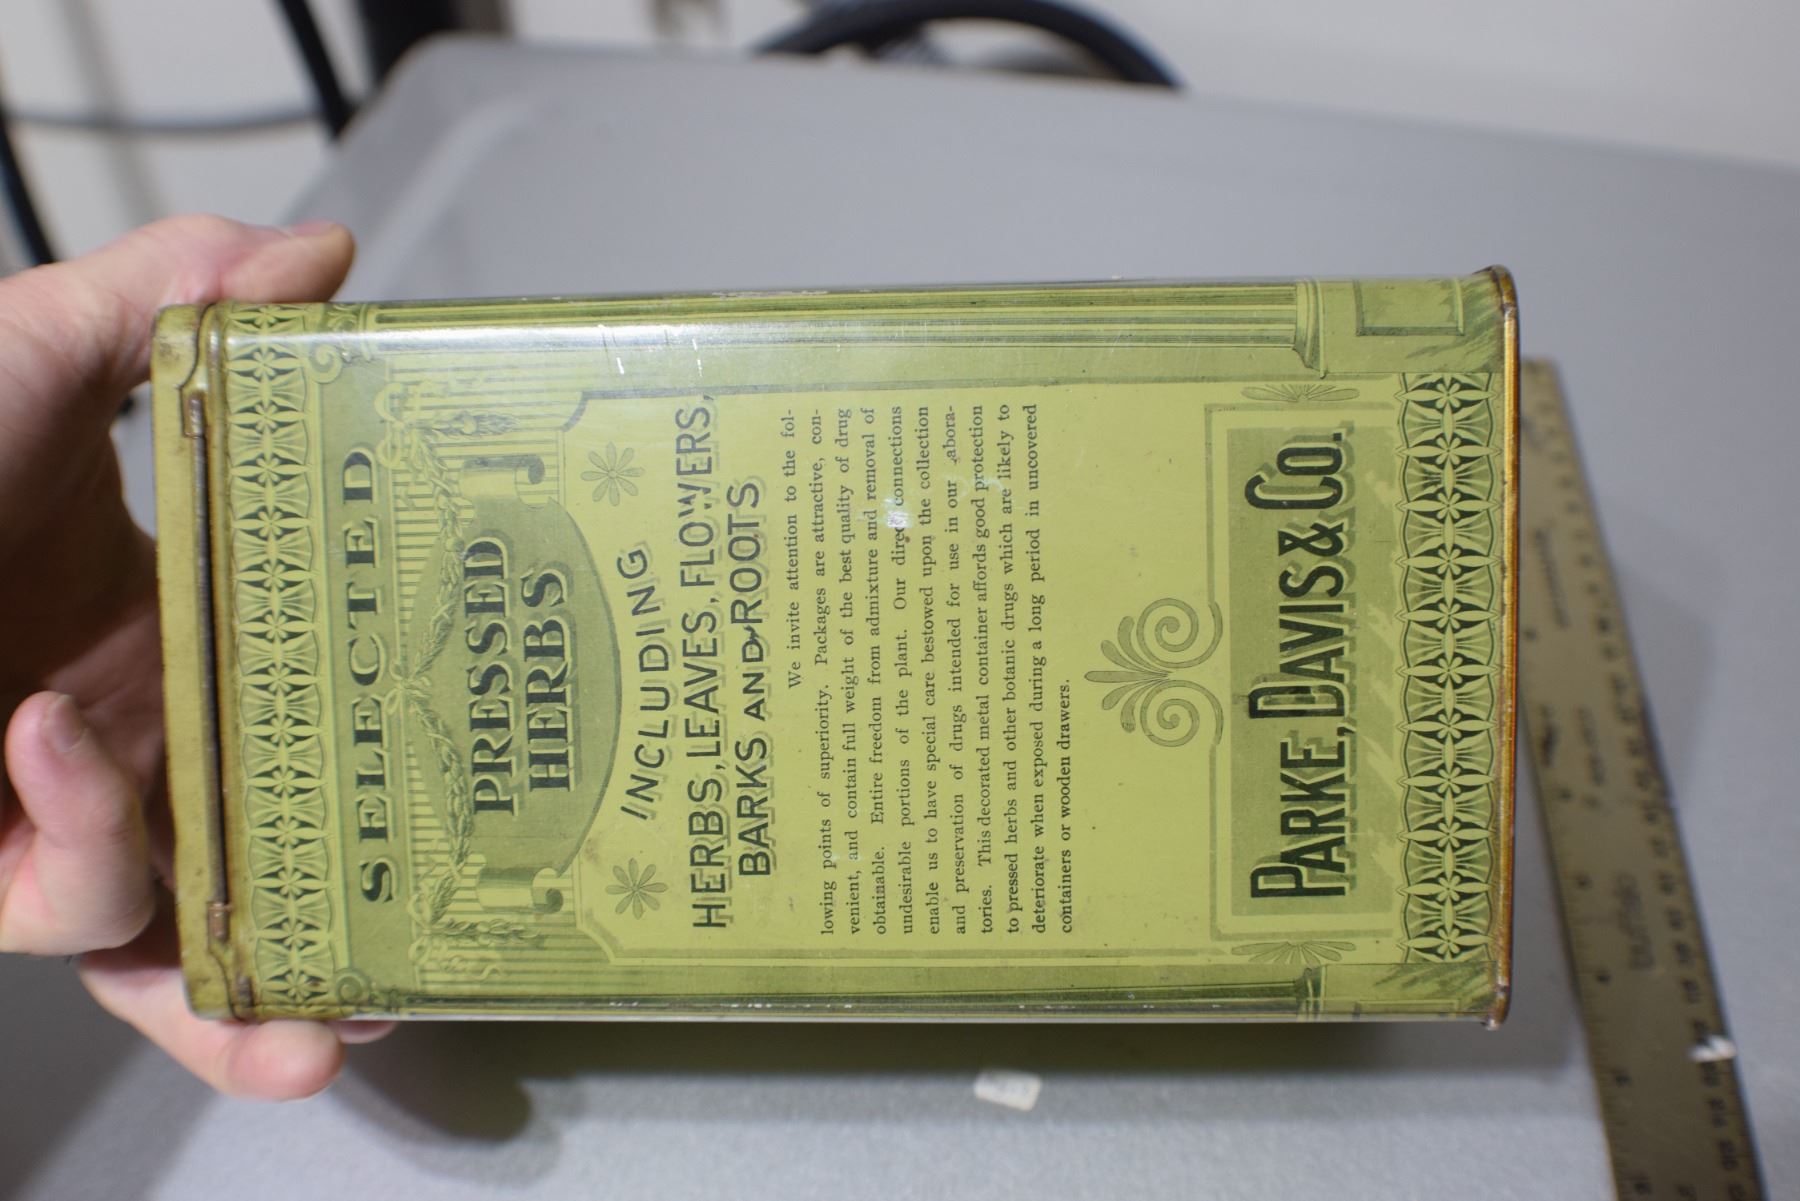 SELECTED
PRESSED
HERBS
INCLUDING
HERBS, LEAVES, FLOWERS,
BARKS AND ROOTS
We invite attention to the fol-
lowing points of superiority. Packages are attractive, con-
venient, and contain full weight of the best quality of drug
obtainable. Entire freedom from admixture and removal of
undesirable portions of the plant. Our direct connections
enable us to have special care bestowed upon the collection
and preservation of drugs intended for use in our labora-
tories. This decorated metal container affords good protection
to pressed herbs and other botanic drugs which are likely to
deteriorate when exposed during a long period in uncovered
containers or wooden drawers.
PARKE, DAVIS & CO.